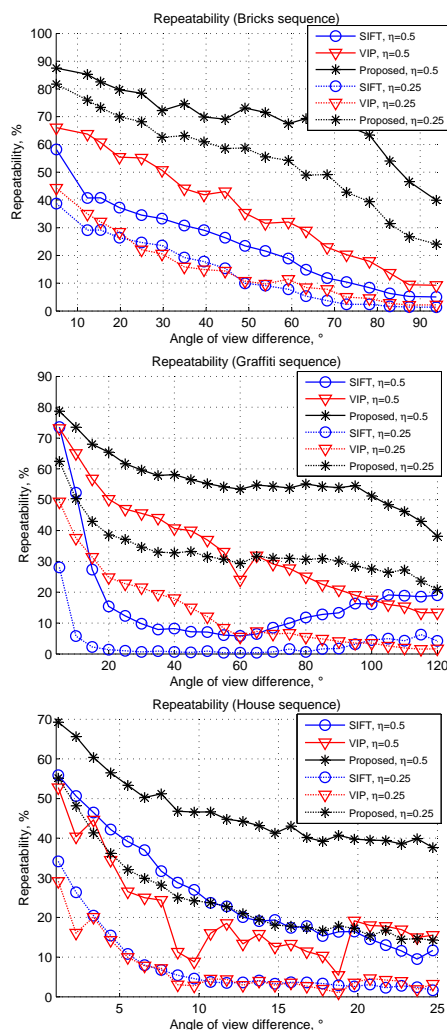 Repeatability (Bricks sequence)
100
90
80
70
60
50
40
30
20
10
0
Repeatability, %
SIFT, η=0.5
VIP, η=0.5
Proposed, η=0.5
SIFT, η=0.25
VIP, η=0.25
Proposed, η=0.25
10 20 30 40 50 60 70 80 90
Angle of view difference, °
Repeatability (Graffiti sequence)
90
80
70
60
50
40
30
20
10
0
Repeatability, %
SIFT, η=0.5
VIP, η=0.5
Proposed, η=0.5
SIFT, η=0.25
VIP, η=0.25
Proposed, η=0.25
20 40 60 80 100 120
Angle of view difference, °
Repeatability (House sequence)
70
60
50
40
30
20
10
0
Repeatability, %
SIFT, η=0.5
VIP, η=0.5
Proposed, η=0.5
SIFT, η=0.25
VIP, η=0.25
Proposed, η=0.25
5 10 15 20 25
Angle of view difference, °